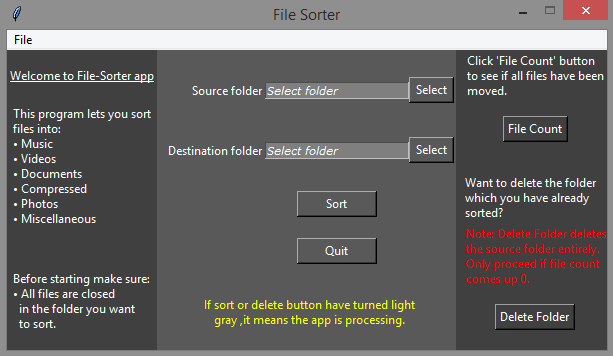 File Sorter
File
Welcome to File-Sorter app
This program lets you sort
files into:
• Music
• Videos
• Documents
• Compressed
• Photos
• Miscellaneous
Before starting make sure:
• All files are closed
in the folder you want
to sort.
Source folder Select folder Select
Destination folder Select folder Select
Sort
Quit
If sort or delete button have turned light
gray ,it means the app is processing.
Click 'File Count' button
to see if all files have been
moved.
File Count
Want to delete the folder
which you have already
sorted?
Note: Delete Folder deletes
the source folder entirely.
Only proceed if file count
comes up 0.
Delete Folder